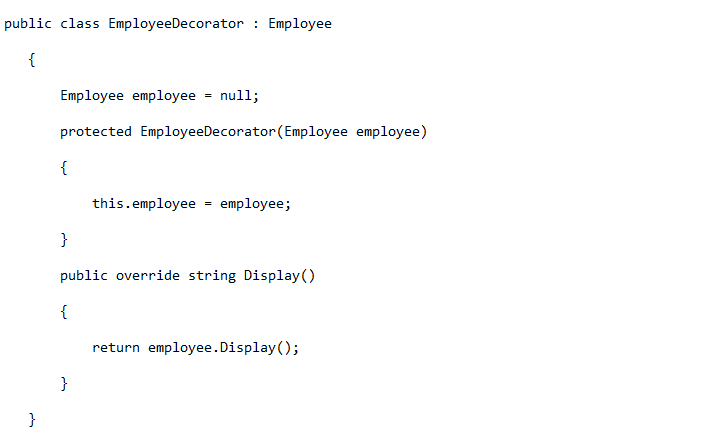 public class EmployeeDecorator : Employee
{
Employee employee = null;
protected EmployeeDecorator(Employee employee)
{
this.employee = employee;
}
public override string Display()
{
return employee.Display();
}
}